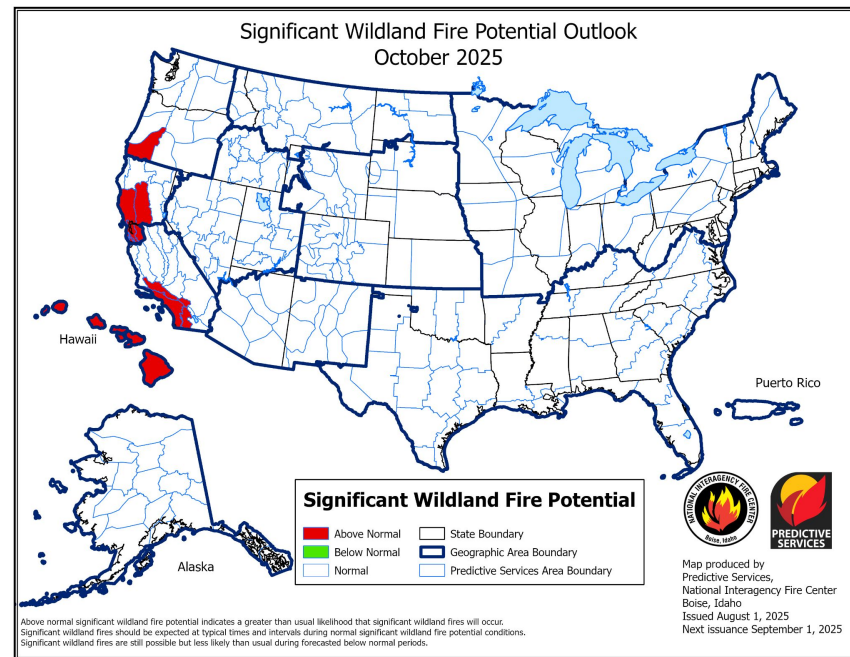 Significant Wildland Fire Potential Outlook
October 2025
Hawaii
Puerto Rico
Alaska
Significant Wildland Fire Potential
Above Normal
State Boundary
Below Normal
Geographic Area Boundary
Normal
Predictive Services Area Boundary
NATIONAL INTERAGENCY FIRE CENTER
Boise, Idaho
PREDICTIVE
SERVICES
Map produced by
Predictive Services,
National Interagency Fire Center
Boise, Idaho
Issued August 1, 2025
Next issuance September 1, 2025
Above normal significant wildland fire potential indicates a greater than usual likelihood that significant wildland fires will occur.
Significant wildland fires should be expected at typical times and intervals during normal significant wildland fire potential conditions.
Significant wildland fires are still possible but less likely than usual during forecasted below normal periods.